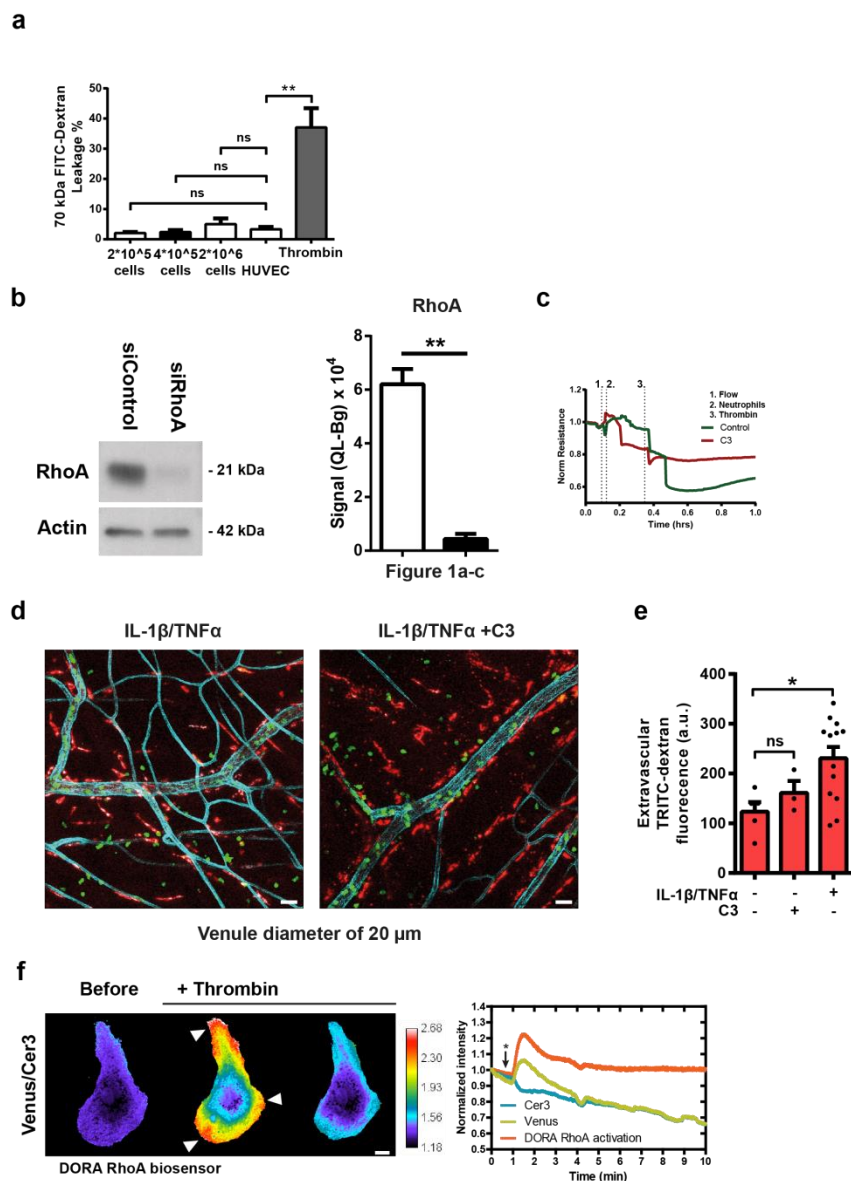 a
70 kDa FITC-Dextran
Leakage %
50
40
30
20
10
0
**
ns
ns
ns
2*10^5 4*10^5 2*10^6 HUVEC Thrombin
cells cells cells
b
siControl
siRhoA
RhoA
- 21 kDa
Actin
- 42 kDa
RhoA
Signal (QL-Bg) x 10⁴
8
6
4
2
0
**
Figure 1a-c
c
1. 2. 3.
1. Flow
2. Neutrophils
3. Thrombin
Control
C3
Norm Resistance
1.2
1.0
0.8
0.6
0.0 0.2 0.4 0.6 0.8 1.0
Time (hrs)
d
IL-1β/TNFα
IL-1β/TNFα +C3
Venule diameter of 20 µm
e
Extravascular
TRITC-dextran
fluorecence (a.u.)
400
300
200
100
0
*
ns
IL-1β/TNFα - - +
C3 - + -
f
Before
+ Thrombin
Venus/Cer3
2.68
2.30
1.93
1.56
1.18
DORA RhoA biosensor
Normalized intensity
1.4
1.3
1.2
1.1
1.0
0.9
0.8
0.7
0.6
0.5
*
Cer3
Venus
DORA RhoA activation
0 1 2 3 4 5 6 7 8 9 10
Time (min)